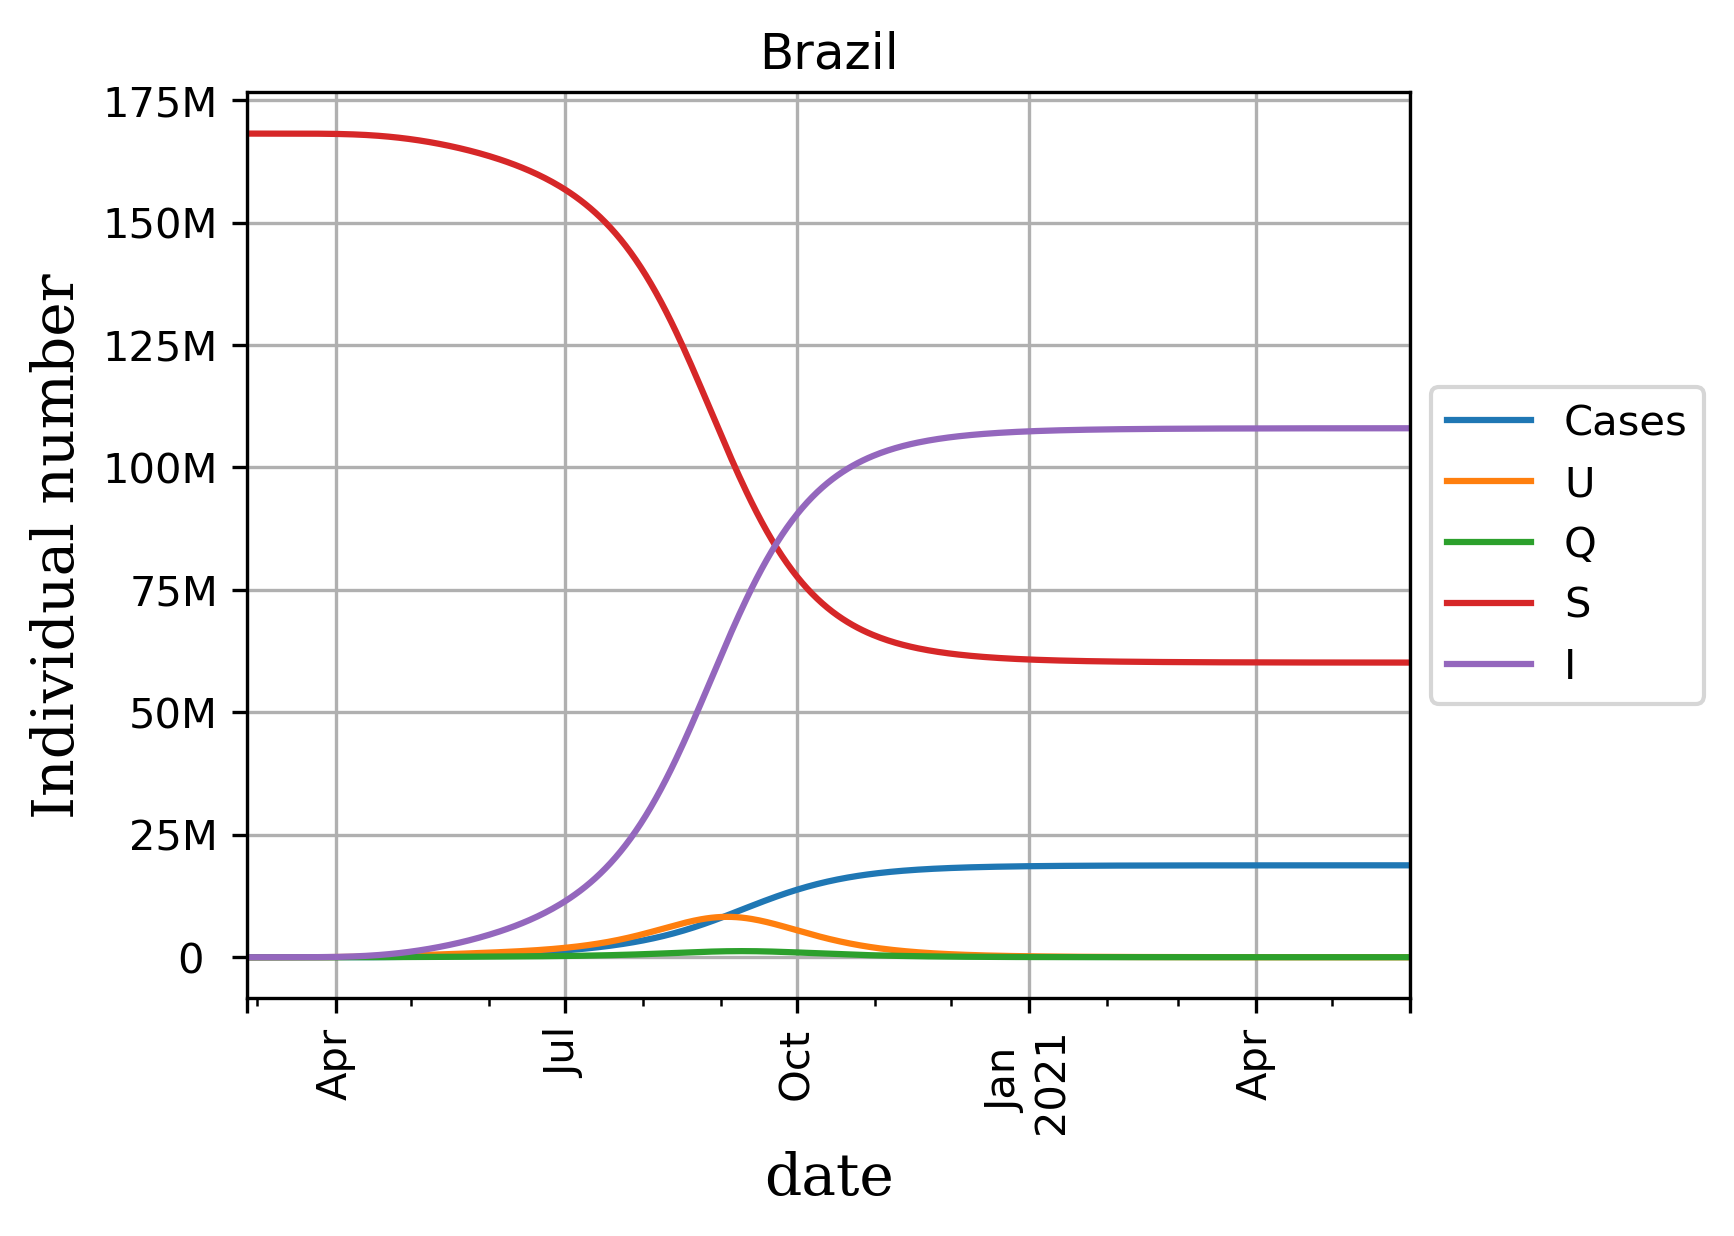 Brazil
175M
150M
125M
100M
75M
50M
25M
0
Individual number
Apr
Jul
Oct
Jan
2021
Apr
date
Cases
U
Q
S
I